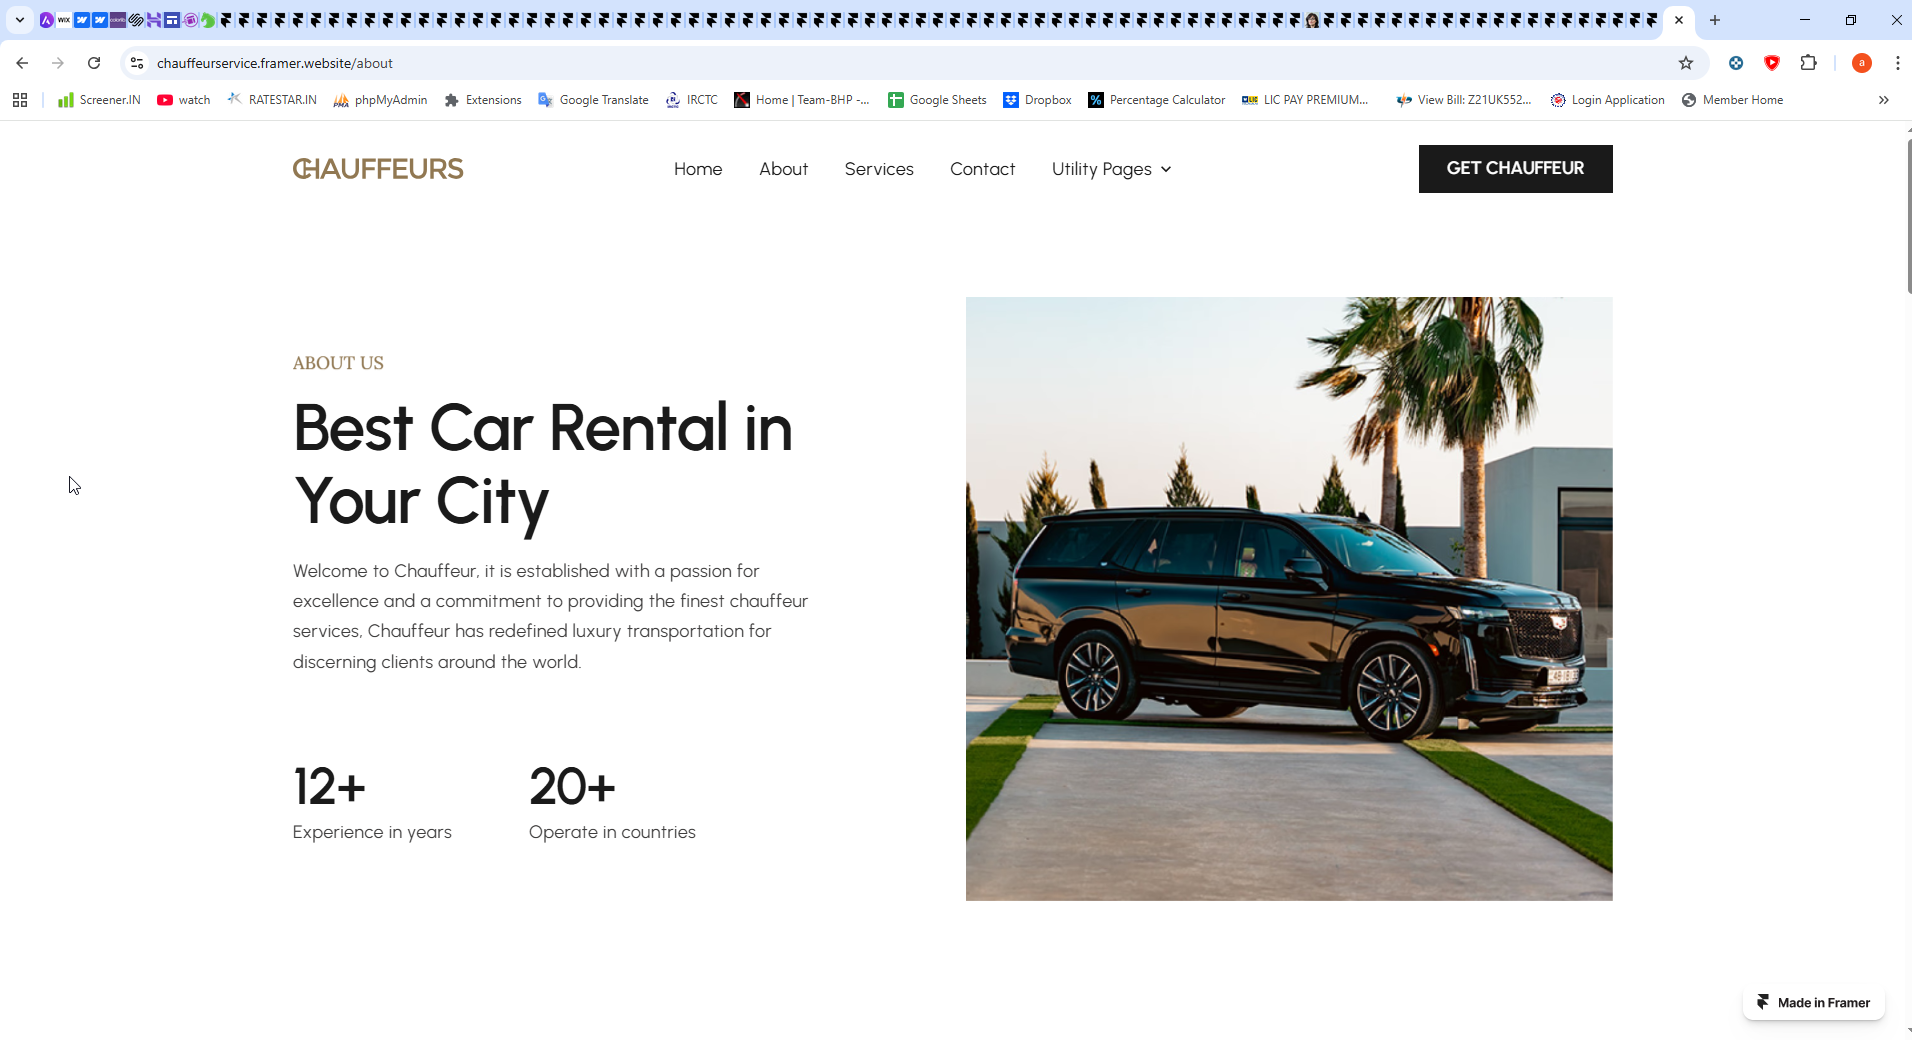 WIX
chauffeurservice.framer.website/about
a
Screener.IN
watch
RATESTAR.IN
phpMyAdmin
Extensions
Google Translate
IRCTC
Home | Team-BHP -...
Google Sheets
Dropbox
Percentage Calculator
LIC PAY PREMIUM...
View Bill: Z21UK552...
Login Application
Member Home
CHAUFFEURS
Home
About
Services
Contact
Utility Pages
GET CHAUFFEUR
ABOUT US
Best Car Rental in
Your City
Welcome to Chauffeur, it is established with a passion for
excellence and a commitment to providing the finest chauffeur
services, Chauffeur has redefined luxury transportation for
discerning clients around the world.
12+
Experience in years
20+
Operate in countries
Made in Framer